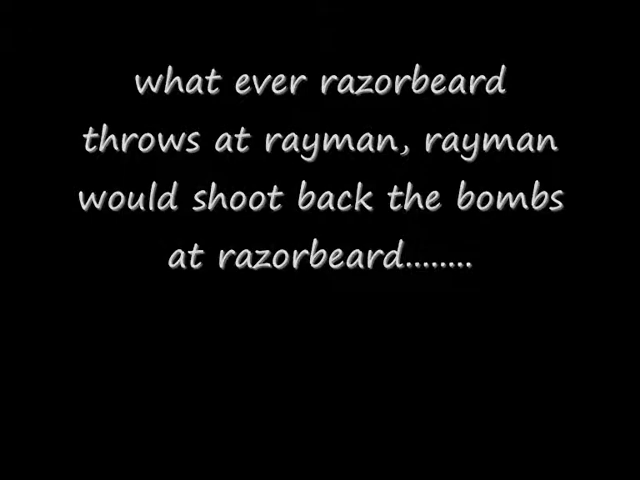 what ever razorbeard
throws at rayman, rayman
would shoot back the bombs
at razorbeard........